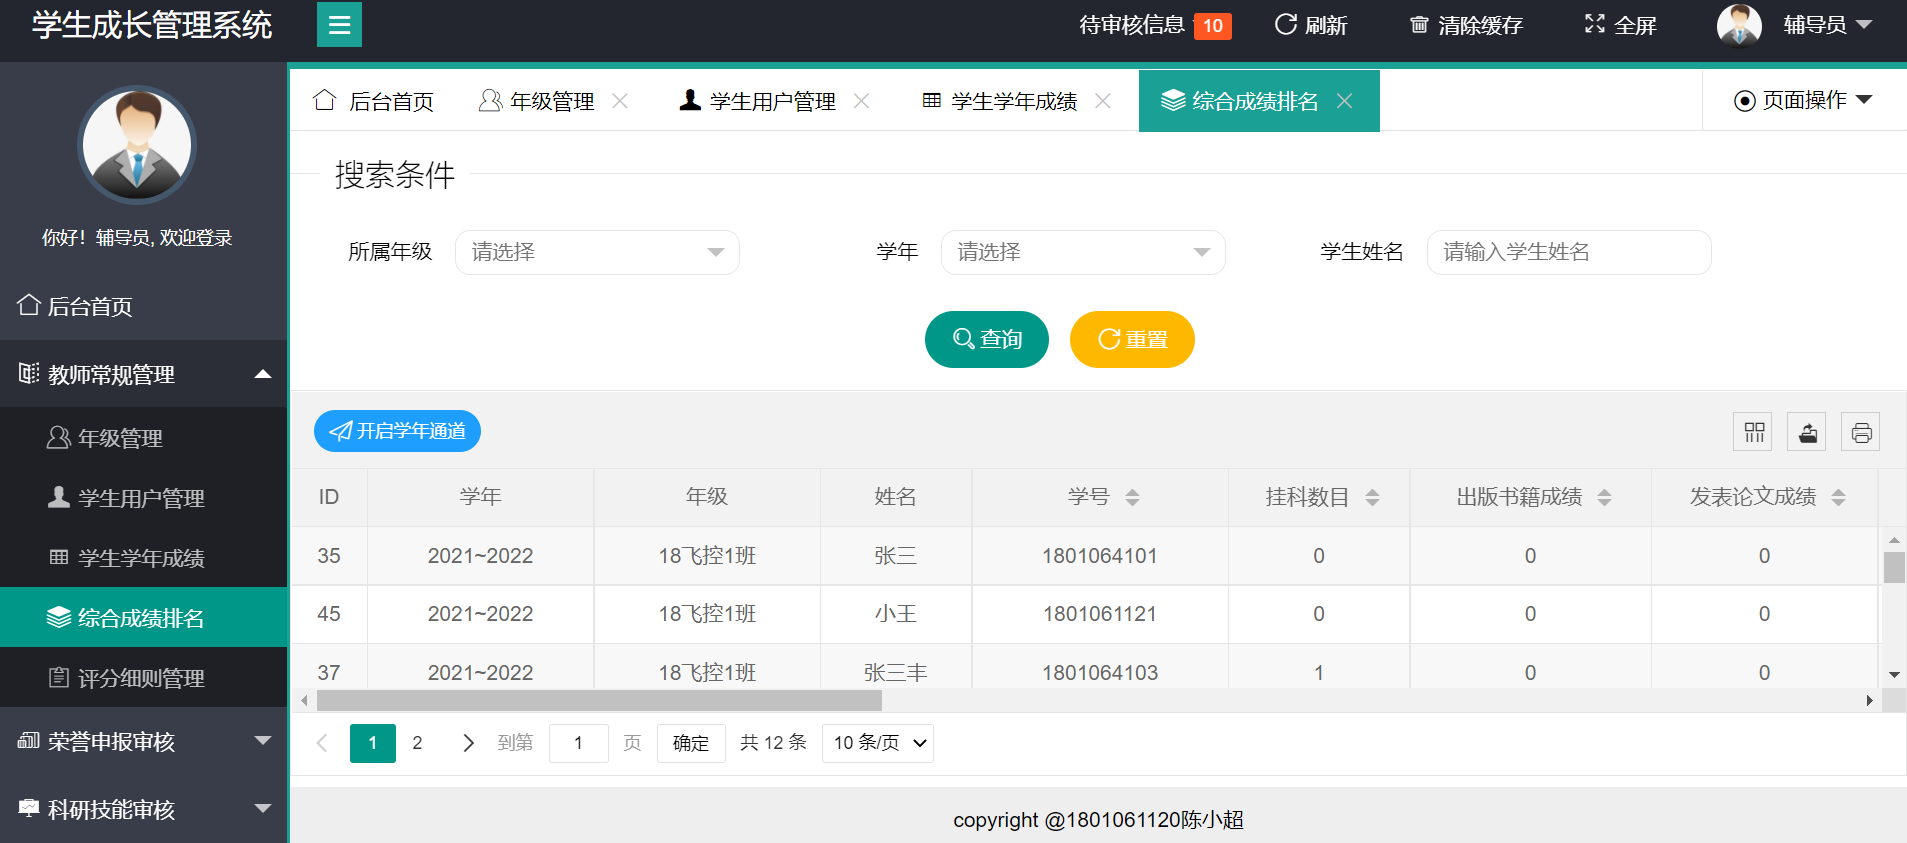 学生成长管理系统
待审核信息 10 刷新 清除缓存 全屏 辅导员
后台首页 年级管理 学生用户管理 学生学年成绩 综合成绩排名 页面操作
你好！辅导员, 欢迎登录
后台首页
教师常规管理
年级管理
学生用户管理
学生学年成绩
综合成绩排名
评分细则管理
荣誉申报审核
科研技能审核
搜索条件
所属年级 请选择 学年 请选择 学生姓名 请输入学生姓名
查询 重置
开启学年通道
ID 学年 年级 姓名 学号 挂科数目 出版书籍成绩 发表论文成绩
35 2021~2022 18飞控1班 张三 1801064101 0 0 0
45 2021~2022 18飞控1班 小王 1801061121 0 0 0
37 2021~2022 18飞控1班 张三丰 1801064103 1 0 0
1 2 到第 1 页 确定 共 12 条 10 条/页
copyright @1801061120陈小超